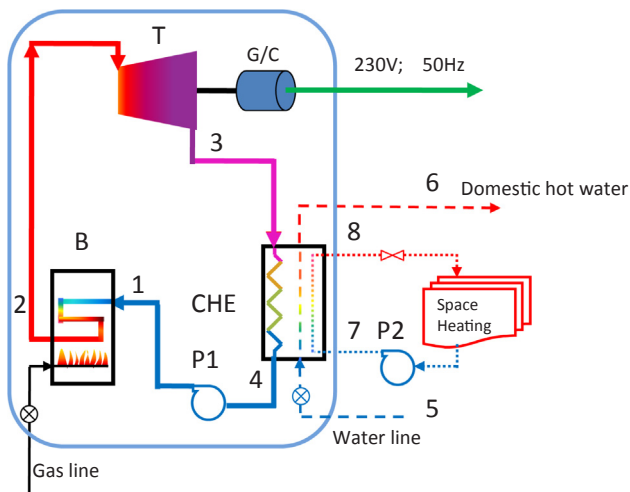 T
G/C
230V; 50Hz
3
6
Domestic hot water
8
B
1
CHE
2
Space
Heating
7
P2
P1
4
5
Water line
Gas line